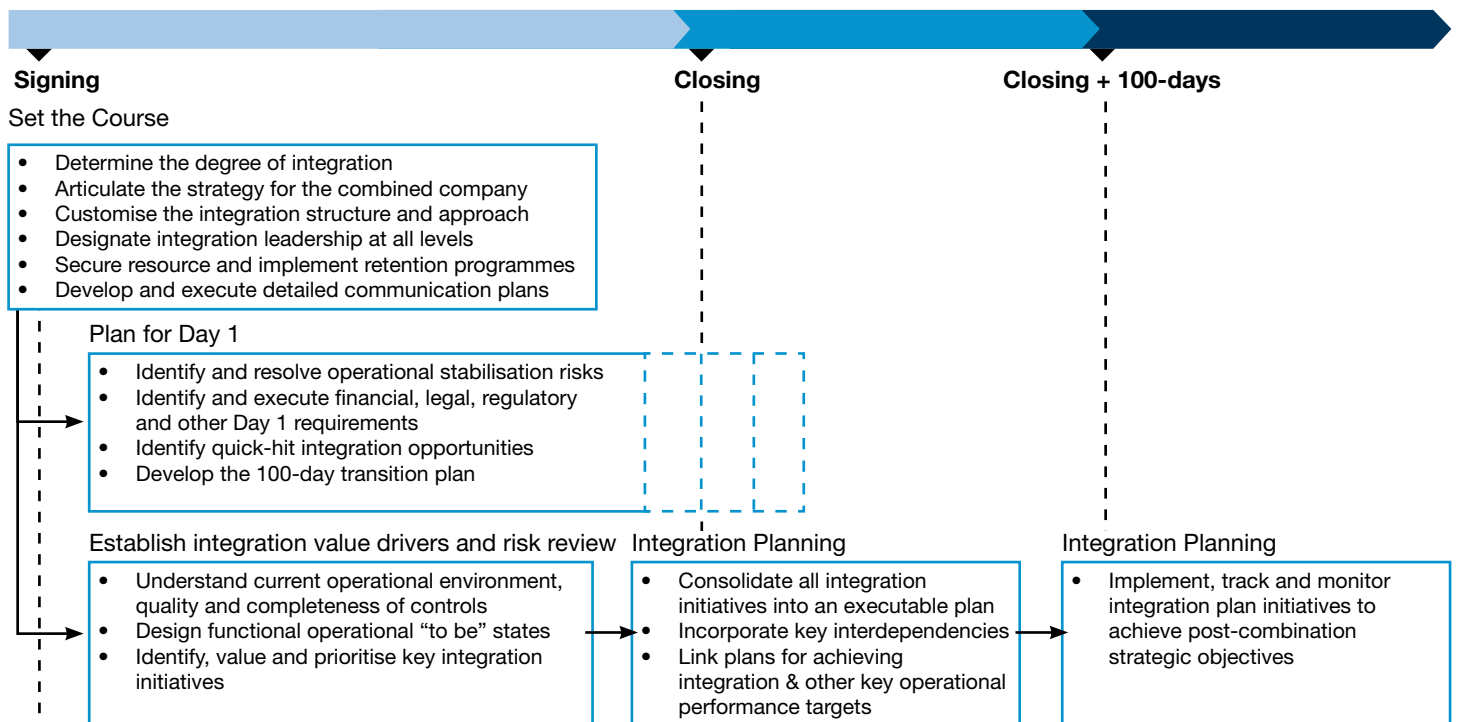 Signing
Closing
Closing + 100-days
Set the Course
• Determine the degree of integration
• Articulate the strategy for the combined company
• Customise the integration structure and approach
• Designate integration leadership at all levels
• Secure resource and implement retention programmes
• Develop and execute detailed communication plans
Plan for Day 1
• Identify and resolve operational stabilisation risks
• Identify and execute financial, legal, regulatory
and other Day 1 requirements
• Identify quick-hit integration opportunities
• Develop the 100-day transition plan
Establish integration value drivers and risk review
• Understand current operational environment,
quality and completeness of controls
• Design functional operational “to be” states
• Identify, value and prioritise key integration
initiatives
Integration Planning
• Consolidate all integration
initiatives into an executable plan
• Incorporate key interdependencies
• Link plans for achieving
integration & other key operational
performance targets
Integration Planning
• Implement, track and monitor
integration plan initiatives to
achieve post-combination
strategic objectives